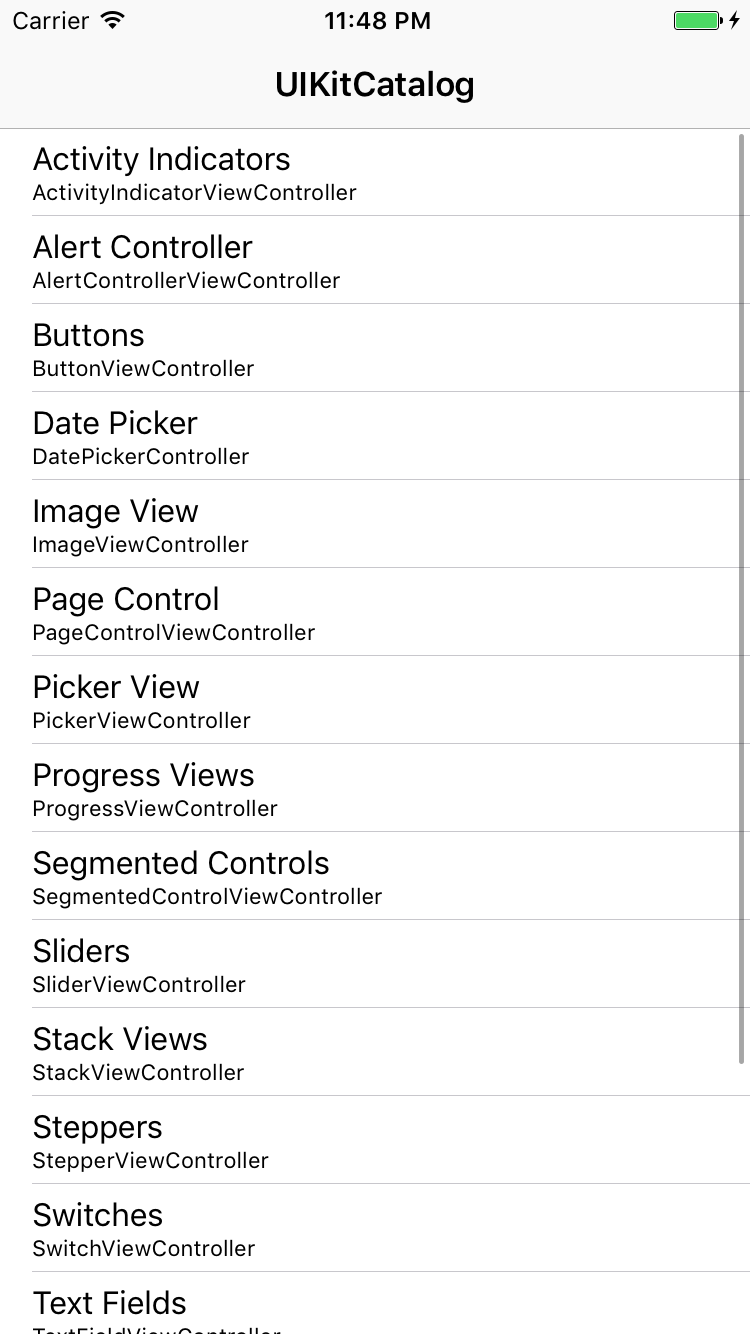 Carrier 11:48 PM
UIKitCatalog
Activity Indicators
ActivityIndicatorViewController
Alert Controller
AlertControllerViewController
Buttons
ButtonViewController
Date Picker
DatePickerController
Image View
ImageViewController
Page Control
PageControlViewController
Picker View
PickerViewController
Progress Views
ProgressViewController
Segmented Controls
SegmentedControlViewController
Sliders
SliderViewController
Stack Views
StackViewController
Steppers
StepperViewController
Switches
SwitchViewController
Text Fields
TextFieldViewController